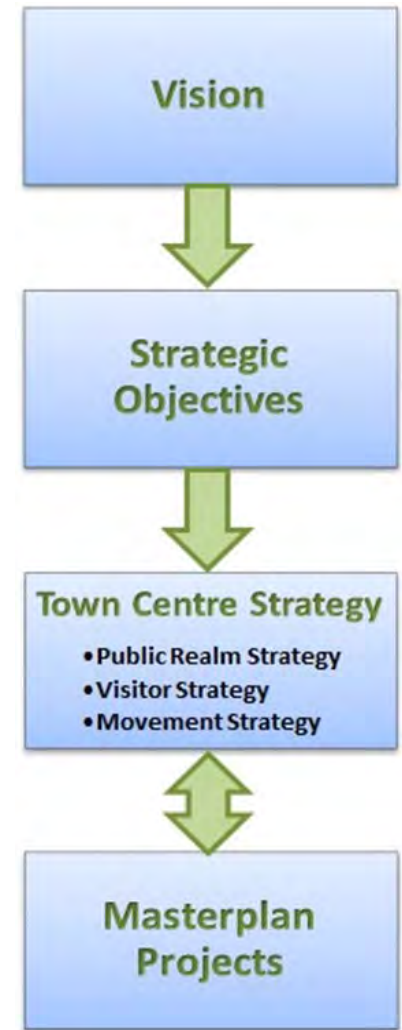 Vision
Strategic
Objectives
Town Centre Strategy
•Public Realm Strategy
•Visitor Strategy
•Movement Strategy
Masterplan
Projects